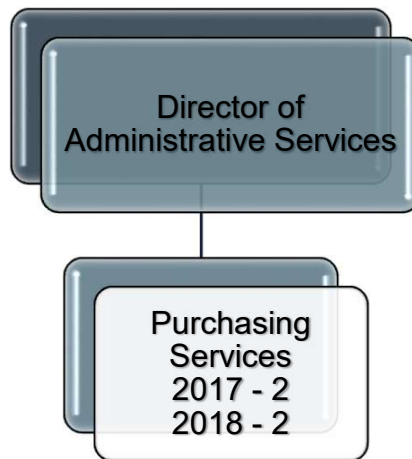 Director of
Administrative Services
Purchasing
Services
2017 - 2
2018 - 2